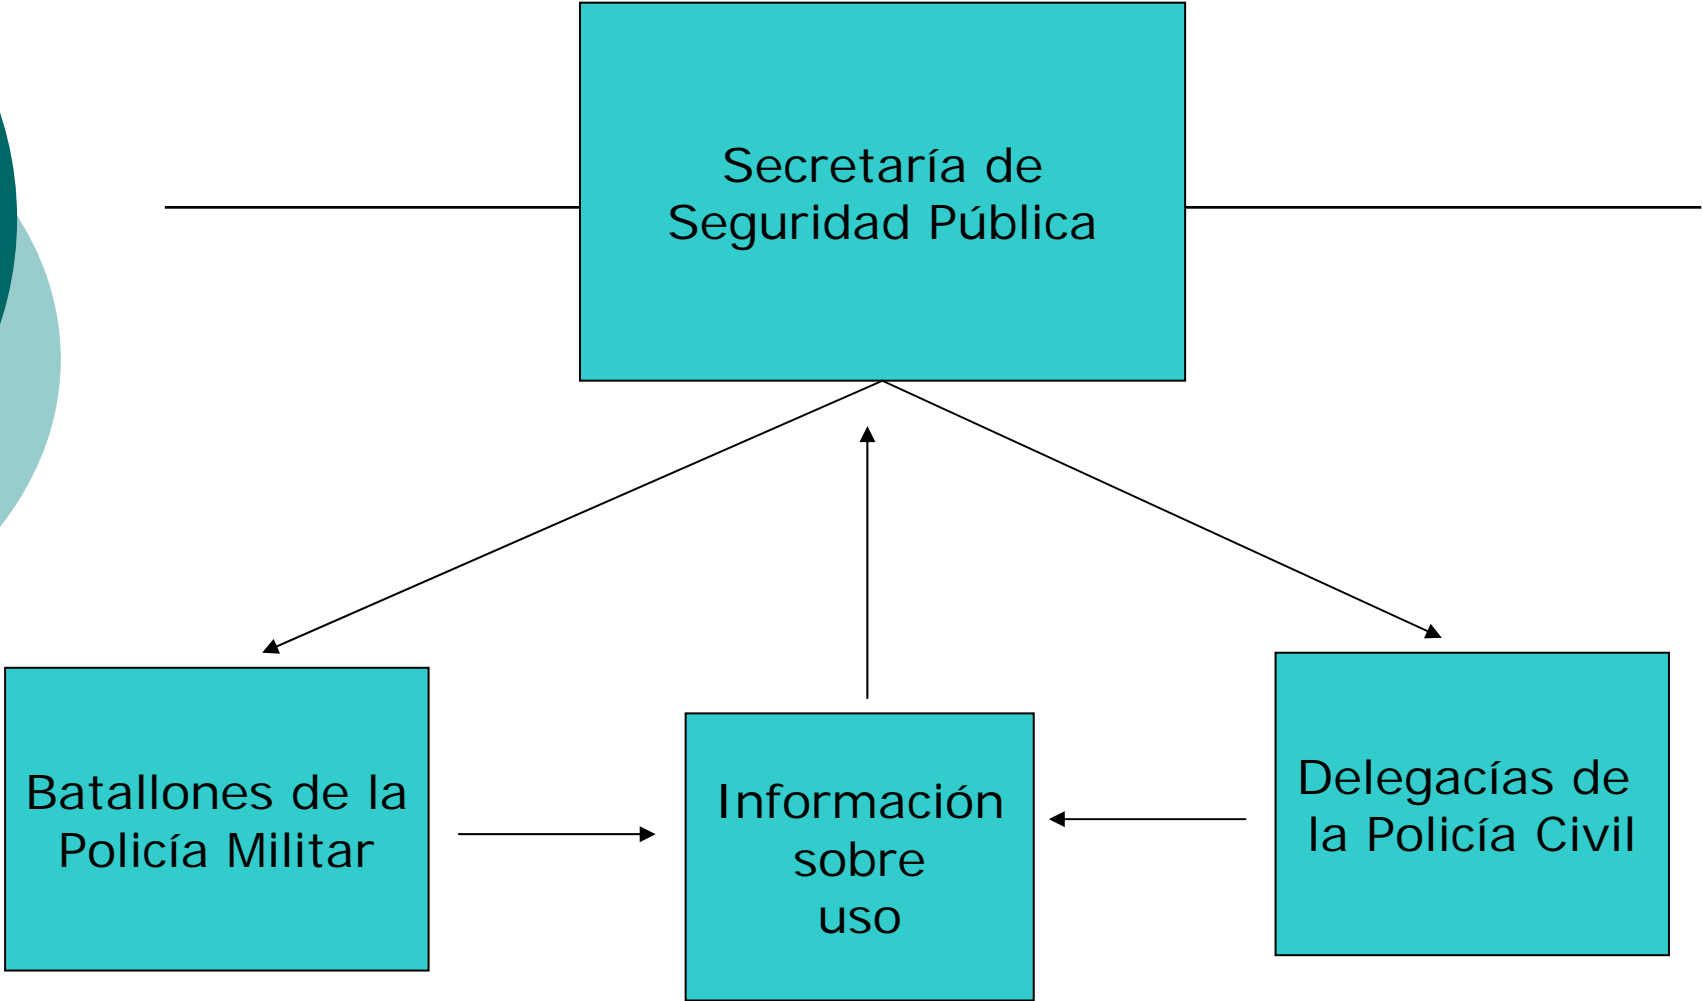 Secretaría de
Seguridad Pública
Batallones de la
Policía Militar
Información
sobre
uso
Delegacías de
la Policía Civil